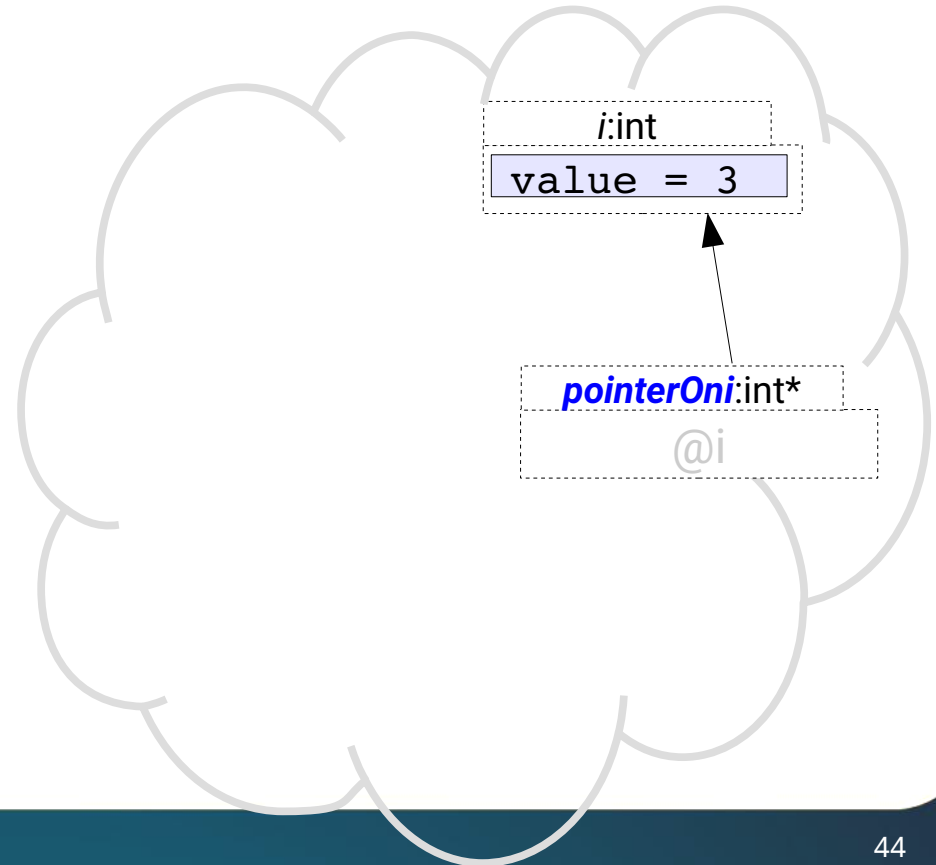 i:int
value = 3
pointerOni:int*
@i
44